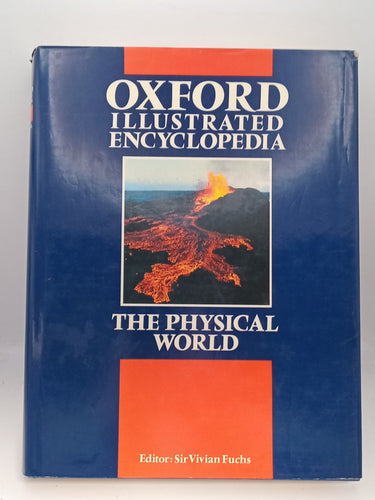 OXFORD
ILLUSTRATED
ENCYCLOPEDIA
THE PHYSICAL
WORLD
Editor: Sir Vivian Fuchs